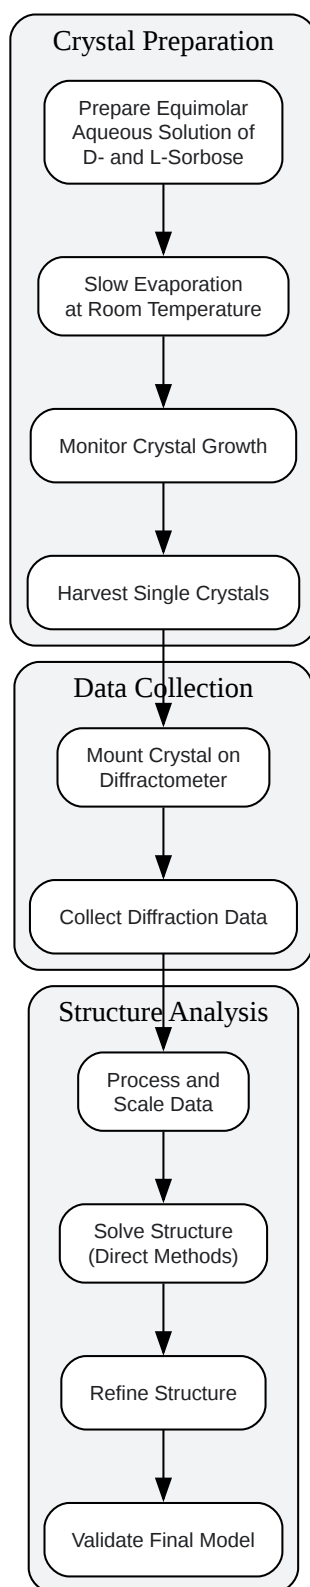 Crystal Preparation
Prepare Equimolar
Aqueous Solution of
D- and L-Sorbose
Slow Evaporation
at Room Temperature
Monitor Crystal Growth
Harvest Single Crystals
Data Collection
Mount Crystal on
Diffractometer
Collect Diffraction Data
Structure Analysis
Process and
Scale Data
Solve Structure
(Direct Methods)
Refine Structure
Validate Final Model